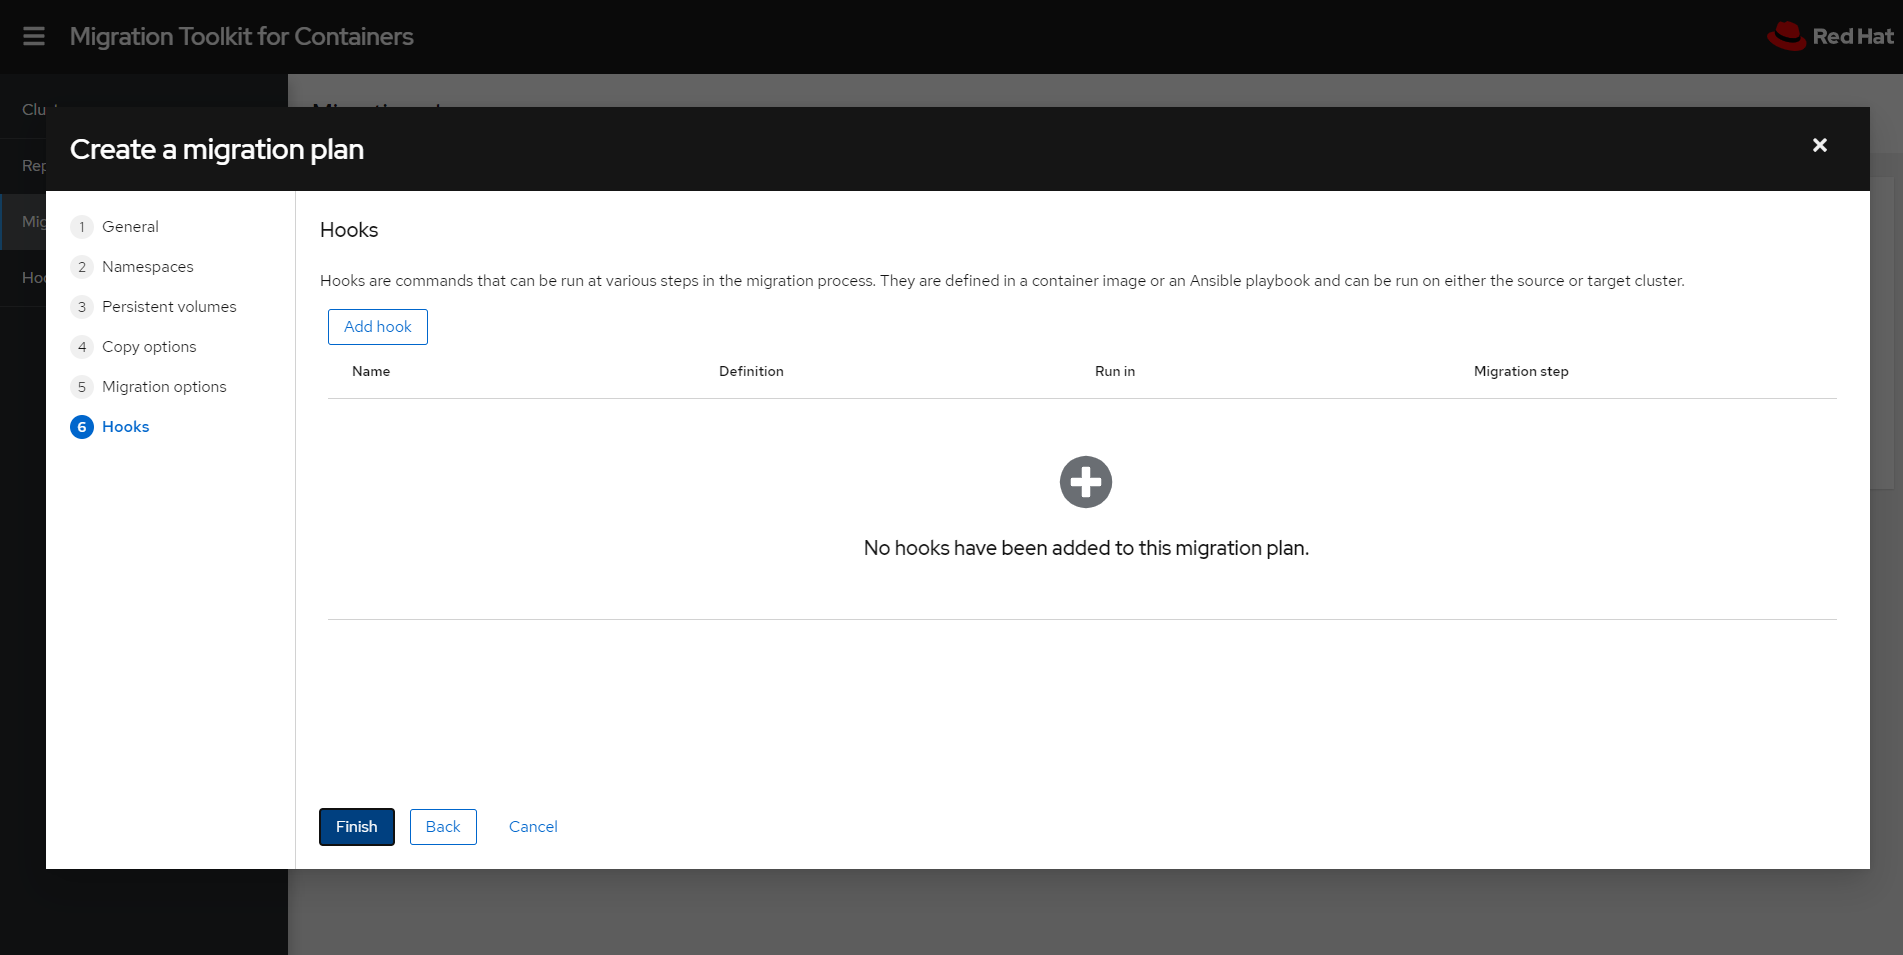 Migration Toolkit for Containers
Red Hat
Create a migration plan
1 General
2 Namespaces
3 Persistent volumes
4 Copy options
5 Migration options
6 Hooks
Hooks
Hooks are commands that can be run at various steps in the migration process. They are defined in a container image or an Ansible playbook and can be run on either the source or target cluster.
Add hook
Name Definition Run in Migration step
No hooks have been added to this migration plan.
Finish Back Cancel